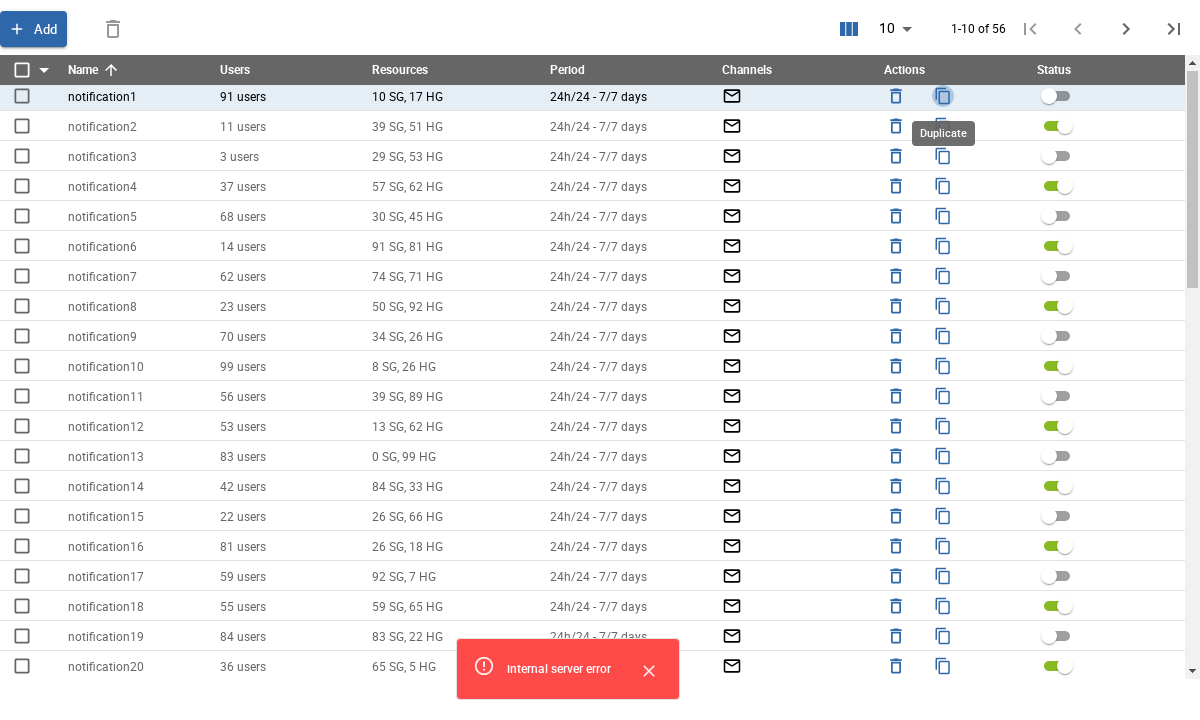 Add 10 1-10 of 56
Name Users Resources Period Channels Actions Status
notification1 91 users 10 SG, 17 HG 24h/24 - 7/7 days
notification2 11 users 39 SG, 51 HG 24h/24 - 7/7 days
Duplicate
notification3 3 users 29 SG, 53 HG 24h/24 - 7/7 days
notification4 37 users 57 SG, 62 HG 24h/24 - 7/7 days
notification5 68 users 30 SG, 45 HG 24h/24 - 7/7 days
notification6 14 users 91 SG, 81 HG 24h/24 - 7/7 days
notification7 62 users 74 SG, 71 HG 24h/24 - 7/7 days
notification8 23 users 50 SG, 92 HG 24h/24 - 7/7 days
notification9 70 users 34 SG, 26 HG 24h/24 - 7/7 days
notification10 99 users 8 SG, 26 HG 24h/24 - 7/7 days
notification11 56 users 39 SG, 89 HG 24h/24 - 7/7 days
notification12 53 users 13 SG, 62 HG 24h/24 - 7/7 days
notification13 83 users 0 SG, 99 HG 24h/24 - 7/7 days
notification14 42 users 84 SG, 33 HG 24h/24 - 7/7 days
notification15 22 users 26 SG, 66 HG 24h/24 - 7/7 days
notification16 81 users 26 SG, 18 HG 24h/24 - 7/7 days
notification17 59 users 92 SG, 7 HG 24h/24 - 7/7 days
notification18 55 users 59 SG, 65 HG 24h/24 - 7/7 days
notification19 84 users 83 SG, 22 HG 24h/24 - 7/7 days
notification20 36 users 65 SG, 5 HG
Internal server error